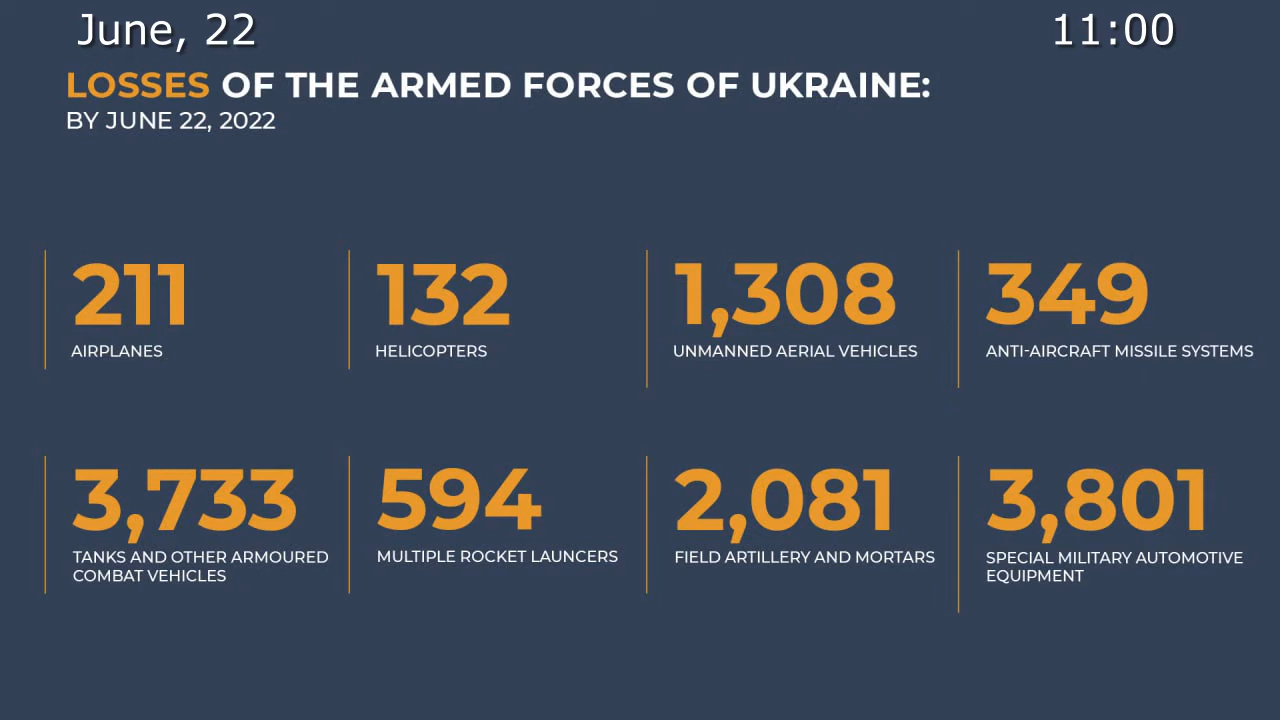 June, 22
11:00
LOSSES OF THE ARMED FORCES OF UKRAINE:
BY JUNE 22, 2022
211
AIRPLANES
132
HELICOPTERS
1,308
UNMANNED AERIAL VEHICLES
349
ANTI-AIRCRAFT MISSILE SYSTEMS
3,733
TANKS AND OTHER ARMOURED
COMBAT VEHICLES
594
MULTIPLE ROCKET LAUNCERS
2,081
FIELD ARTILLERY AND MORTARS
3,801
SPECIAL MILITARY AUTOMOTIVE
EQUIPMENT